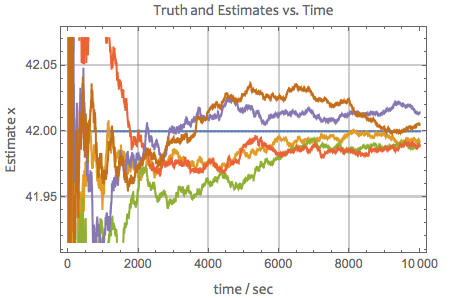 Truth and Estimates vs. Time
Estimate x
42.05
42.00
41.95
0 2000 4000 6000 8000 10 000
time / sec